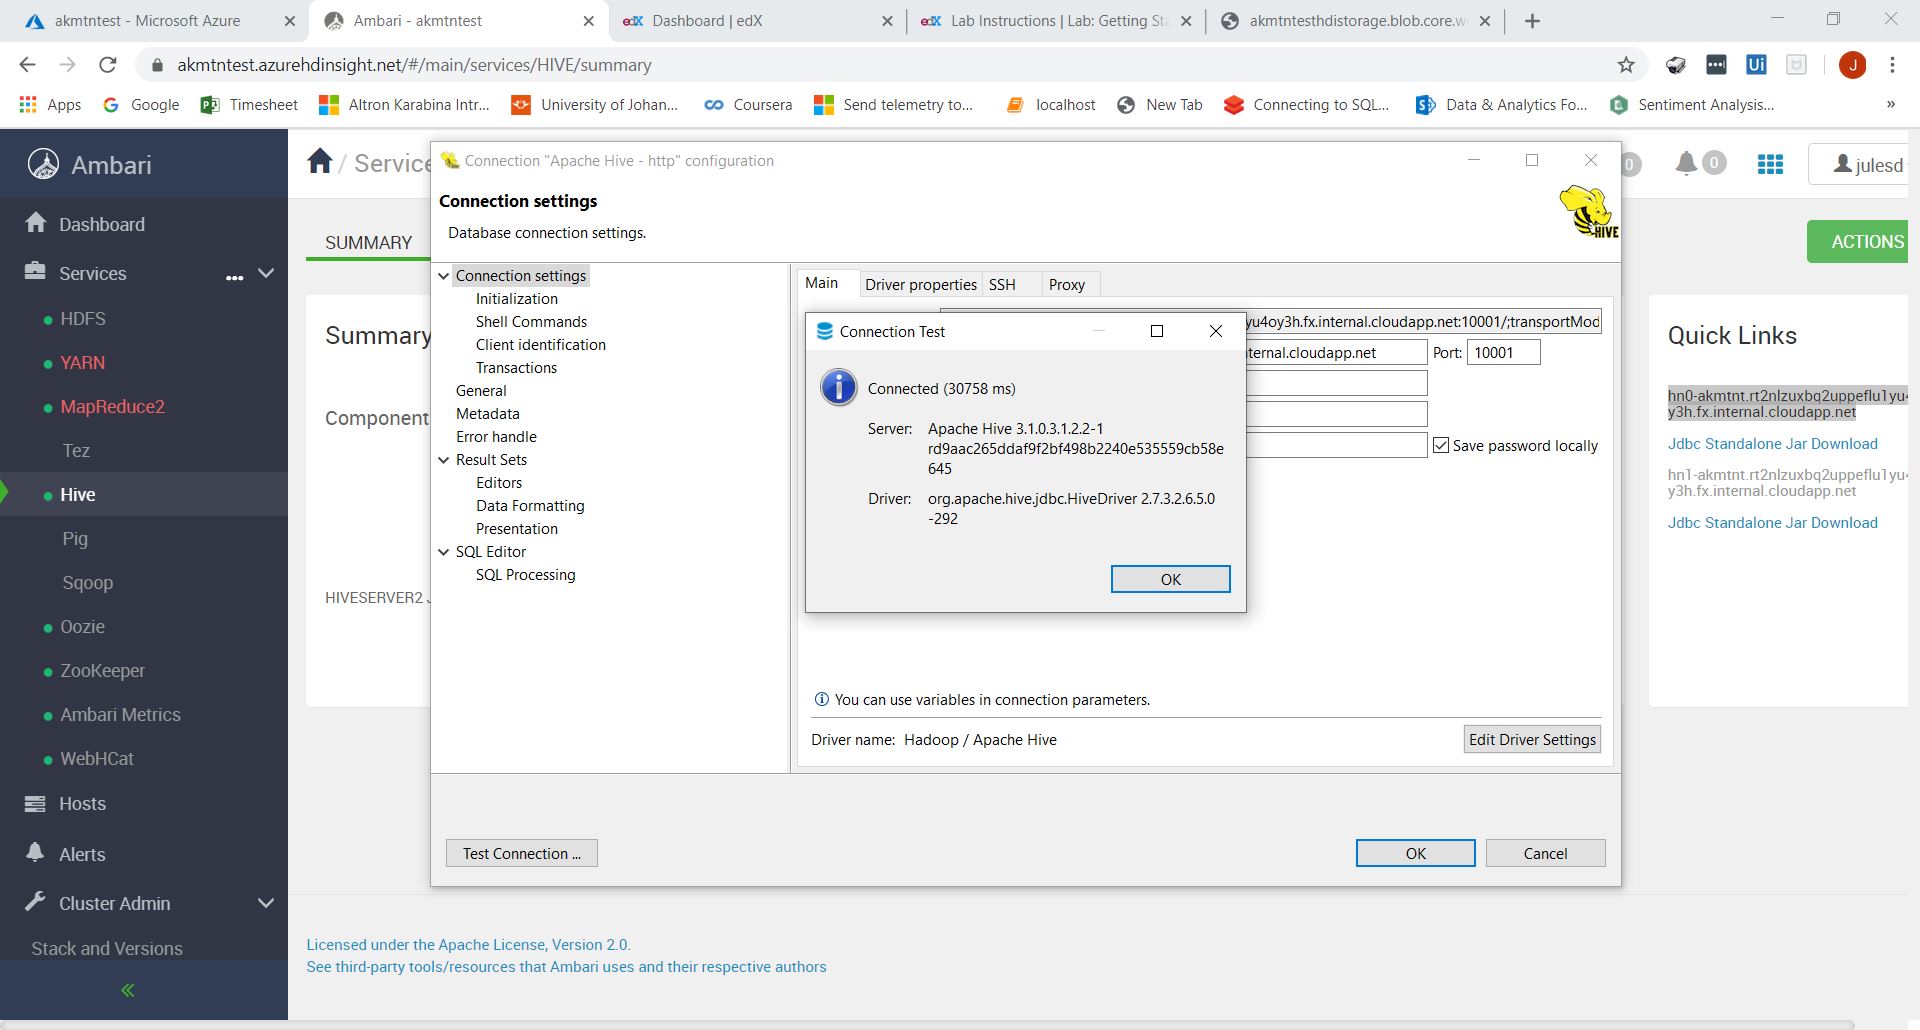 akmtntest - Microsoft Azure
Ambari - akmtntest
edX Dashboard | edX
edX Lab Instructions | Lab: Getting Sta
akmtntesthdistorage.blob.core.w
akmtntest.azurehdinsight.net/#/main/services/HIVE/summary
Ui
J
Apps
Google
Timesheet
Altron Karabina Intr...
University of Johan...
Coursera
Send telemetry to...
localhost
New Tab
Connecting to SQL...
Data & Analytics Fo...
Sentiment Analysis...
»
Ambari
Dashboard
Services
...
HDFS
YARN
MapReduce2
Tez
Hive
Pig
Sqoop
Oozie
ZooKeeper
Ambari Metrics
WebHCat
Hosts
Alerts
Cluster Admin
Stack and Versions
«
/ Service
0
0
julesd
SUMMARY
ACTIONS
Summary
Component
HIVESERVER2 J
Quick Links
hn0-akmtnt.rt2nlzuxbq2uppeflu1yu4
y3h.fx.internal.cloudapp.net
Jdbc Standalone Jar Download
hn1-akmtnt.rt2nlzuxbq2uppeflu1yu4
y3h.fx.internal.cloudapp.net
Jdbc Standalone Jar Download
Connection "Apache Hive - http" configuration
Connection settings
Database connection settings.
HIVE
Connection settings
Initialization
Shell Commands
Client identification
Transactions
General
Metadata
Error handle
Result Sets
Editors
Data Formatting
Presentation
SQL Editor
SQL Processing
Main
Driver properties
SSH
Proxy
yu4oy3h.fx.internal.cloudapp.net:10001/;transportMod
ternal.cloudapp.net
Port: 10001
Save password locally
Connection Test
Connected (30758 ms)
Server: Apache Hive 3.1.0.3.1.2.2-1
rd9aac265ddaf9f2bf498b2240e535559cb58e
645
Driver: org.apache.hive.jdbc.HiveDriver 2.7.3.2.6.5.0
-292
OK
You can use variables in connection parameters.
Driver name: Hadoop / Apache Hive
Edit Driver Settings
Test Connection ...
OK
Cancel
Licensed under the Apache License, Version 2.0.
See third-party tools/resources that Ambari uses and their respective authors